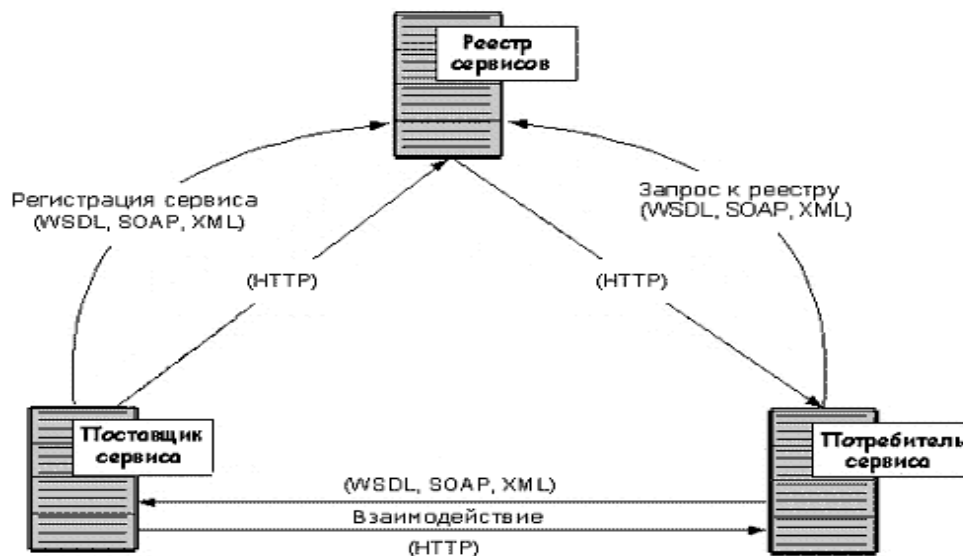 Реестр
сервисов
Регистрация сервиса
(WSDL, SOAP, XML)
Запрос к реестру
(WSDL, SOAP, XML)
(HTTP)
(HTTP)
Поставщик
сервиса
Потребитель
сервиса
(WSDL, SOAP, XML)
Взаимодействие
(HTTP)